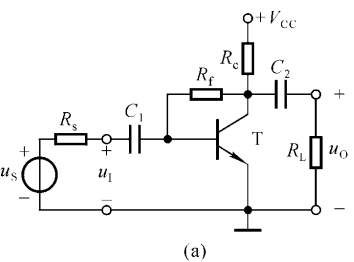 +V_CC
R_c
R_f
C_2
C_1
R_s
T
+
+
+
u_S
u_I
R_L
u_O
−
−
−
(a)